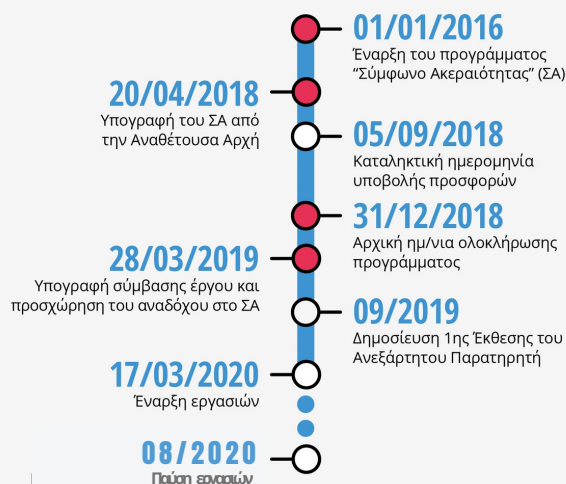 01/01/2016
Έναρξη του προγράμματος
“Σύμφωνο Ακεραιότητας” (ΣΑ)
20/04/2018
Υπογραφή του ΣΑ από
την Αναθέτουσα Αρχή
05/09/2018
Καταληκτική ημερομηνία
υποβολής προσφορών
31/12/2018
Αρχική ημ/νια ολοκλήρωσης
προγράμματος
28/03/2019
Υπογραφή σύμβασης έργου και
προσχώρηση του αναδόχου στο ΣΑ
09/2019
Δημοσίευση 1ης Έκθεσης του
Ανεξάρτητου Παρατηρητή
17/03/2020
Έναρξη εργασιών
08/2020
Παύση εργασιών